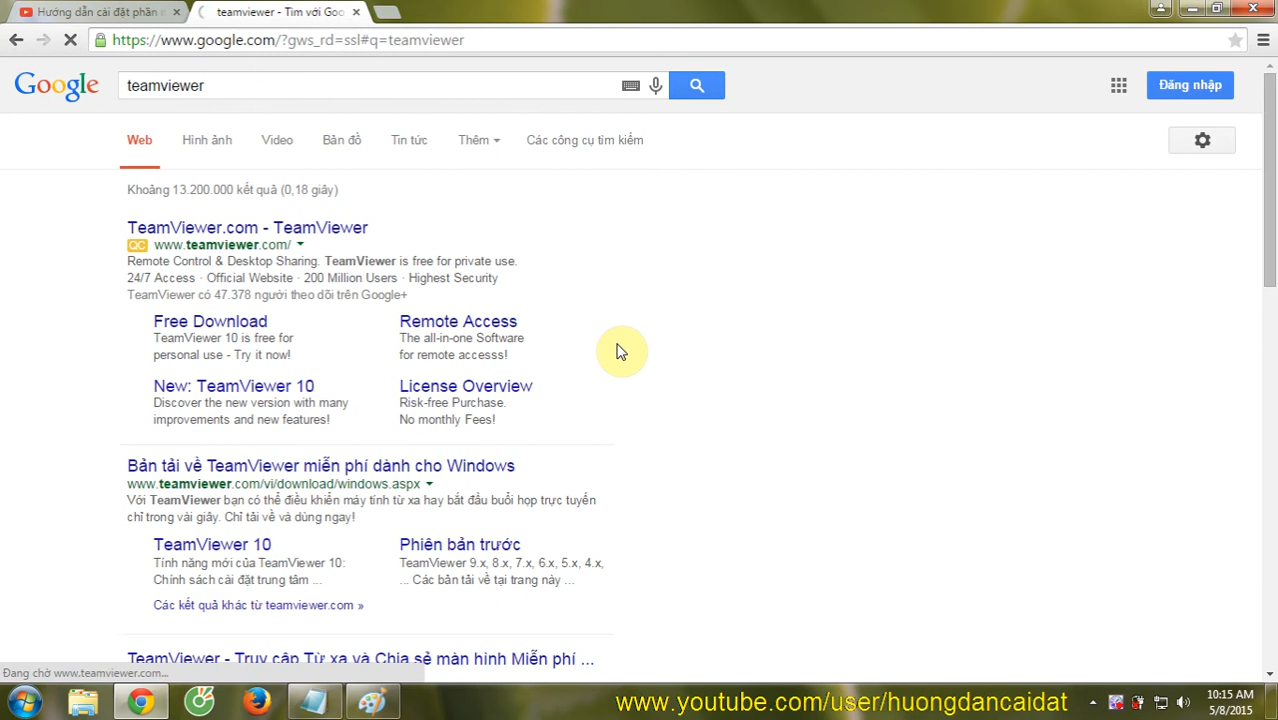 Hướng dẫn cài đặt phần
teamviewer - Tìm với Goo
https://www.google.com/?gws_rd=ssl#q=teamviewer
Google
teamviewer
Đăng nhập
Web
Hình ảnh
Video
Bản đồ
Tin tức
Thêm
Các công cụ tìm kiếm
Khoảng 13.200.000 kết quả (0,18 giây)
TeamViewer.com - TeamViewer
QC www.teamviewer.com/
Remote Control & Desktop Sharing. TeamViewer is free for private use.
24/7 Access · Official Website · 200 Million Users · Highest Security
TeamViewer có 47.378 người theo dõi trên Google+
Free Download
TeamViewer 10 is free for
personal use - Try it now!
Remote Access
The all-in-one Software
for remote accesss!
New: TeamViewer 10
Discover the new version with many
improvements and new features!
License Overview
Risk-free Purchase.
No monthly Fees!
Bản tải về TeamViewer miễn phí dành cho Windows
www.teamviewer.com/vi/download/windows.aspx
Với TeamViewer bạn có thể điều khiển máy tính từ xa hay bắt đầu buổi họp trực tuyến
chỉ trong vài giây. Chỉ tải về và dùng ngay!
TeamViewer 10
Tính năng mới của TeamViewer 10:
Chính sách cài đặt trung tâm ...
Phiên bản trước
TeamViewer 9.x, 8.x, 7.x, 6.x, 5.x, 4.x,
... Các bản tải về tại trang này ...
Các kết quả khác từ teamviewer.com »
TeamViewer - Truy cập Từ xa và Chia sẻ màn hình Miễn phí ...
Đang chờ www.teamviewer.com...
www.youtube.com/user/huongdancaidat
10:15 AM
5/8/2015